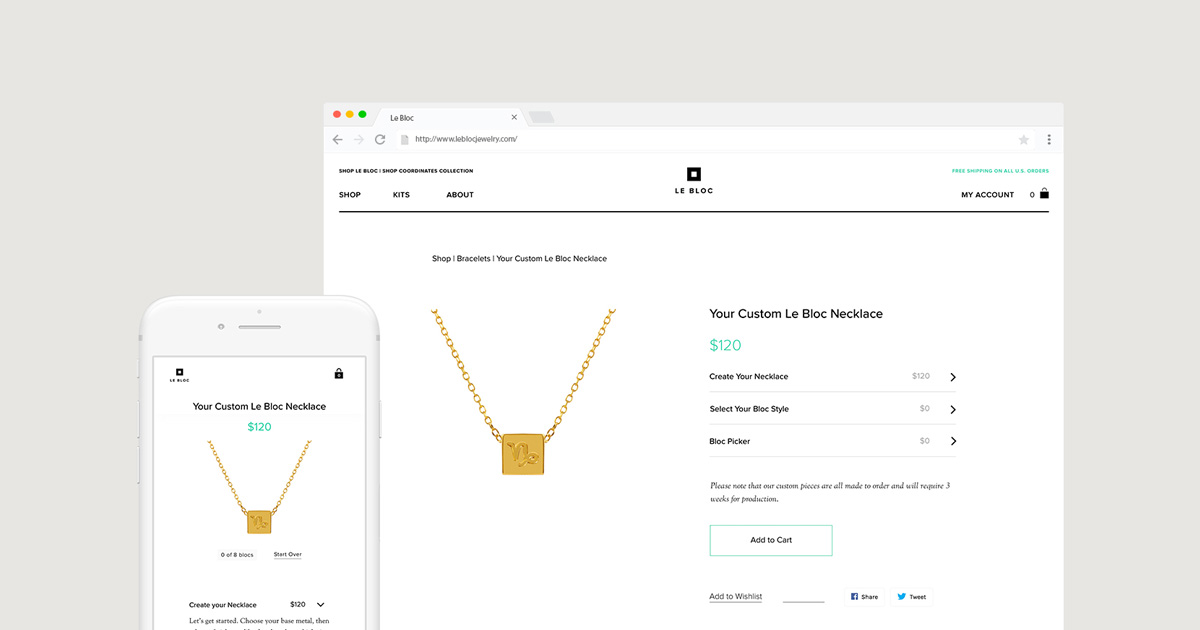 Le Bloc
http://www.leblocjewelry.com/
SHOP LE BLOC | SHOP COORDINATES COLLECTION
FREE SHIPPING ON ALL U.S. ORDERS
SHOP KITS ABOUT
LE BLOC
MY ACCOUNT 0
Shop | Bracelets | Your Custom Le Bloc Necklace
Your Custom Le Bloc Necklace
$120
Create Your Necklace $120
Select Your Bloc Style $0
Bloc Picker $0
Please note that our custom pieces are all made to order and will require 3
weeks for production.
Add to Cart
Add to Wishlist
Share
Tweet
LE BLOC
Your Custom Le Bloc Necklace
$120
0 of 8 blocs
Start Over
Create your Necklace $120
Let's get started. Choose your base metal, then